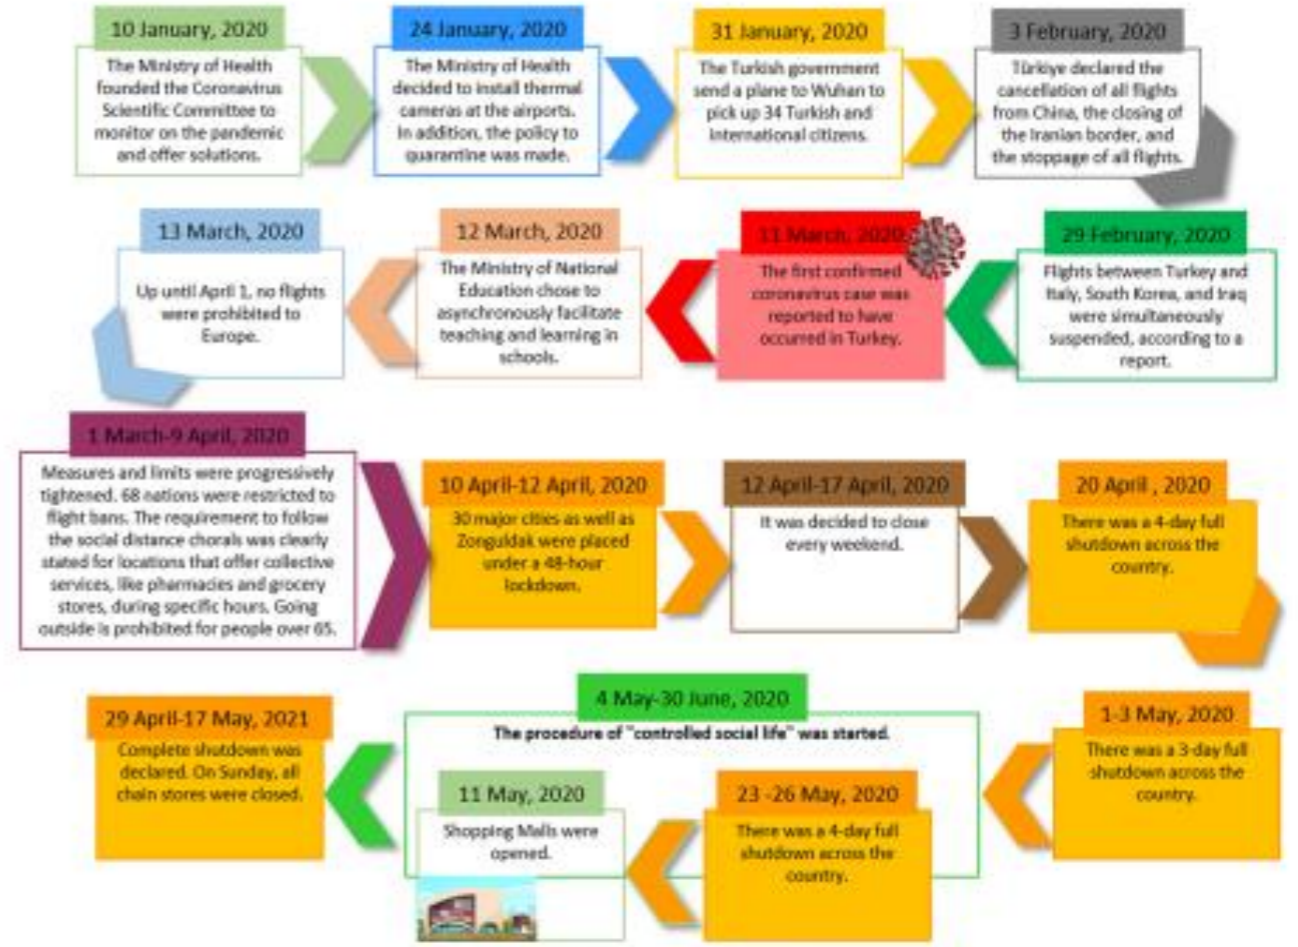 10 January, 2020
The Ministry of Health
founded the Coronavirus
Scientific Committee to
monitor on the pandemic
and offer solutions.
24 January, 2020
The Ministry of Health
decided to install thermal
cameras at the airports.
In addition, the policy to
quarantine was made.
31 January, 2020
The Turkish government
send a plane to Wuhan to
pick up 34 Turkish and
international citizens.
3 February, 2020
Türkiye declared the
cancellation of all flights
from China, the closing of
the Iranian border, and
the stoppage of all flights.
29 February, 2020
Flights between Turkey and
Italy, South Korea, and Iraq
were simultaneously
suspended, according to a
report.
11 March, 2020
The first confirmed
coronavirus case was
reported to have
occurred in Turkey.
12 March, 2020
The Ministry of National
Education chose to
asynchronously facilitate
teaching and learning in
schools.
13 March, 2020
Up until April 1, no flights
were prohibited to
Europe.
1 March-9 April, 2020
Measures and limits were progressively
tightened. 68 nations were restricted to
flight bans. The requirement to follow
the social distance chorals was clearly
stated for locations that offer collective
services, like pharmacies and grocery
stores, during specific hours. Going
outside is prohibited for people over 65.
10 April-12 April, 2020
30 major cities as well as
Zonguldak were placed
under a 48-hour
lockdown.
12 April-17 April, 2020
It was decided to close
every weekend.
20 April , 2020
There was a 4-day full
shutdown across the
country.
1-3 May, 2020
There was a 3-day full
shutdown across the
country.
4 May-30 June, 2020
The procedure of "controlled social life" was started.
23 -26 May, 2020
There was a 4-day full
shutdown across the
country.
11 May, 2020
Shopping Malls were
opened.
29 April-17 May, 2021
Complete shutdown was
declared. On Sunday, all
chain stores were closed.